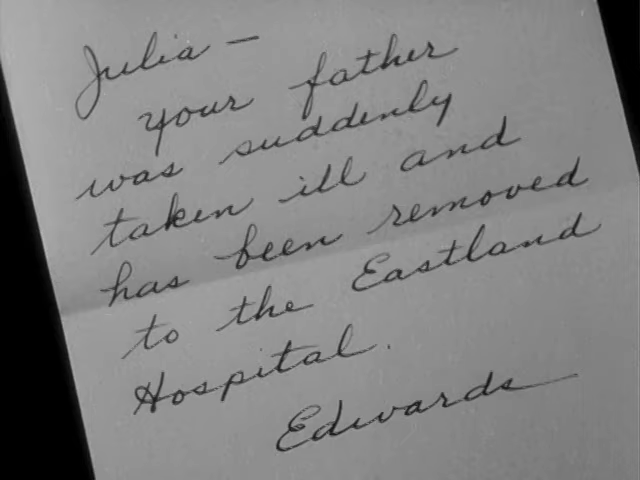 Julia —
your father
was suddenly
taken ill and
has been removed
to the Eastland
Hospital.
Edwards